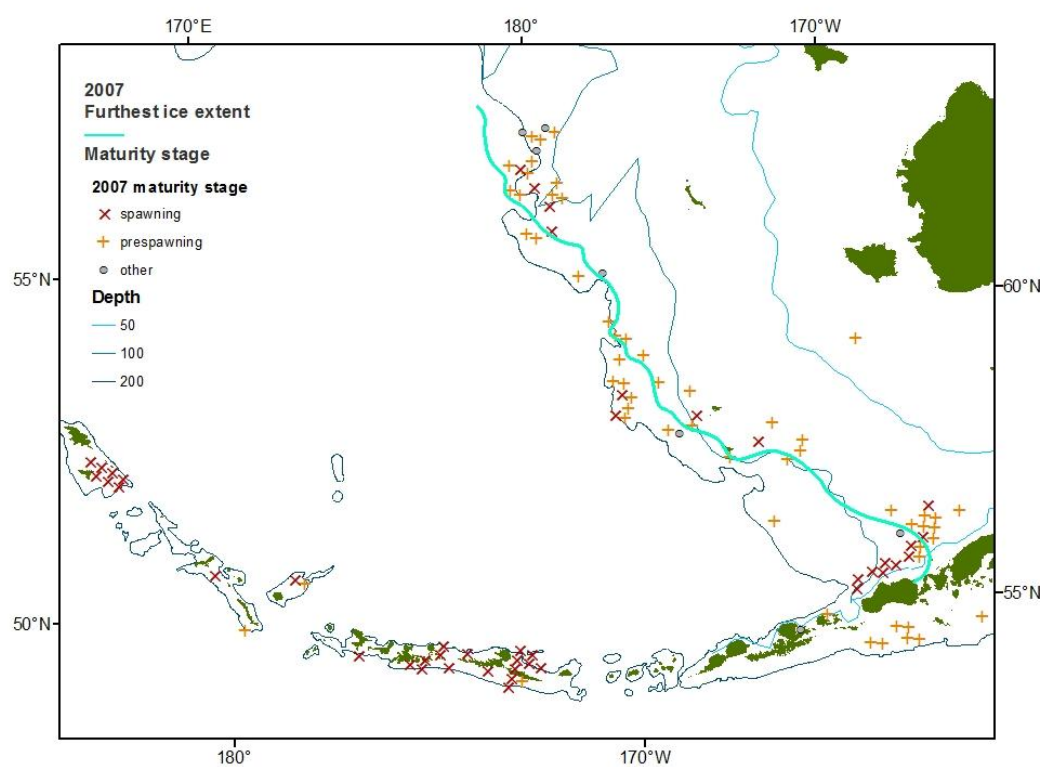 170°E 180° 170°W
2007
Furthest ice extent
Maturity stage
2007 maturity stage
spawning
prespawning
other
Depth
50
100
200
55°N
60°N
50°N
55°N
180° 170°W